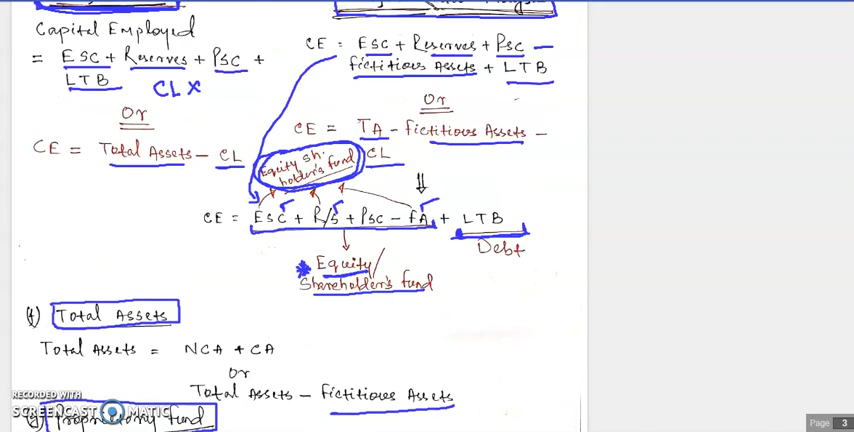 Capital Employed
= ESC + Reserves + PSC +
LTB
CL X
Or
CE = Total Assets - CL
CE = ESC + Reserves + PSC -
fictitious Assets + LTB
Or
CE = TA - Fictitious Assets -
CL
Equity Sh.
holder's fund
CE = ESC + R/S + PSC - FA + LTB
Debt
Equity/
Shareholder's fund
f) Total Assets
Total Assets = NCA + CA
Or
Total Assets - fictitious Assets
g) Proprietory Fund
RECORDED WITH
SCREENCAST MATIC
Page 3